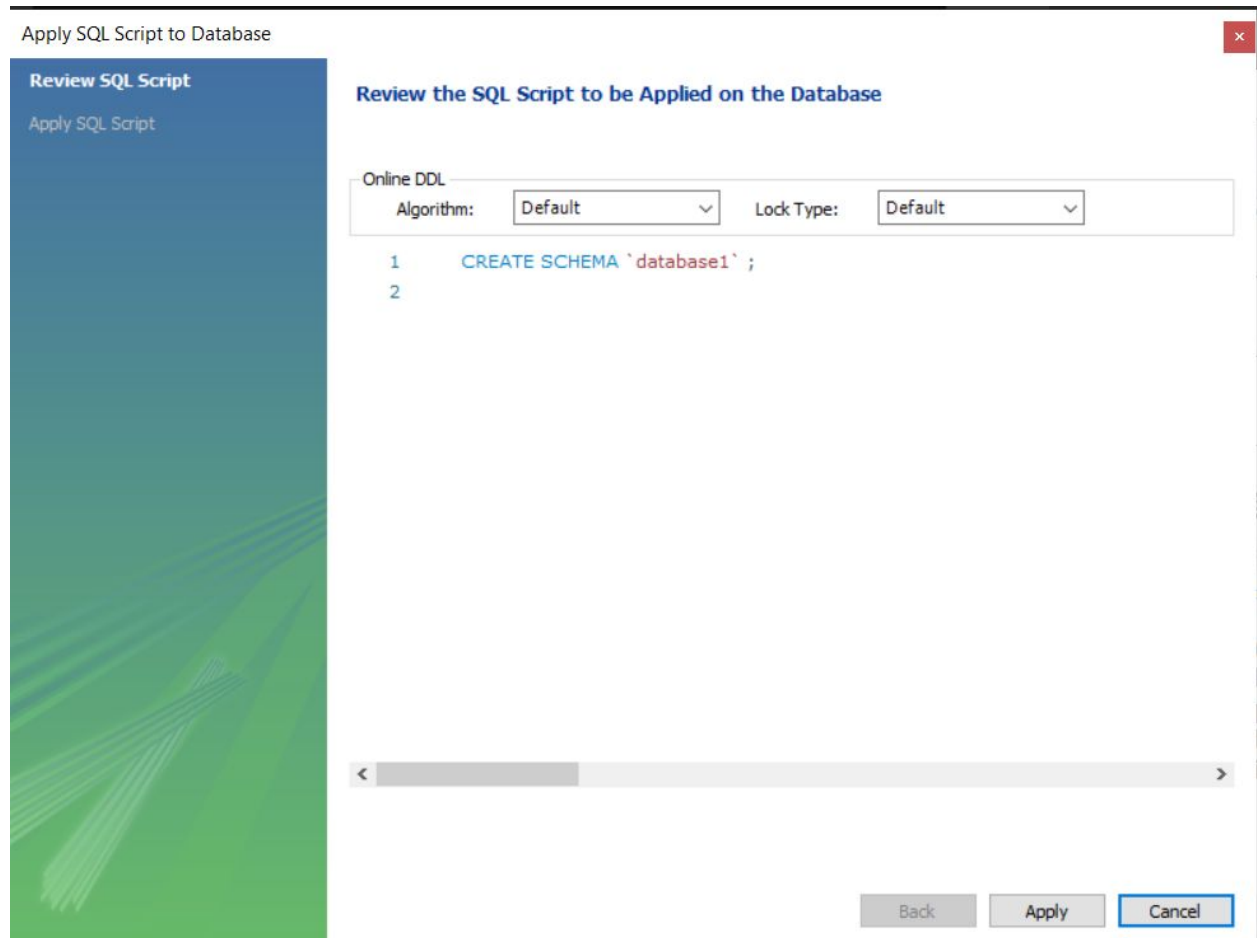 Apply SQL Script to Database
Review SQL Script
Apply SQL Script
Review the SQL Script to be Applied on the Database
Online DDL
Algorithm: Default Lock Type: Default
1 CREATE SCHEMA `database1` ;
2
Back Apply Cancel